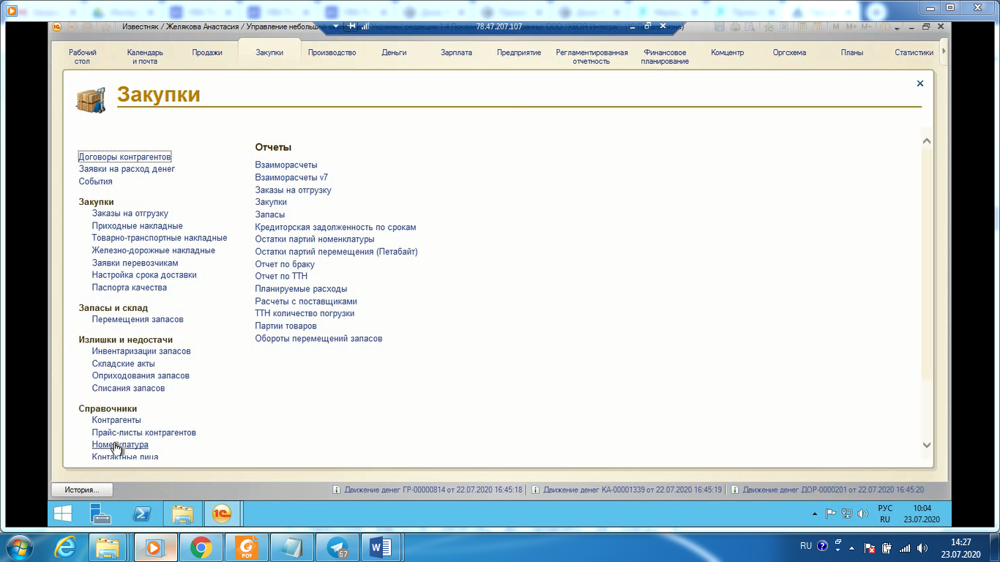 Известняк / Желякова Анастасия / Управление небольшой
78.47.207.107
Рабочий стол
Календарь и почта
Продажи
Закупки
Производство
Деньги
Зарплата
Предприятие
Регламентированная отчетность
Финансовое планирование
Комцентр
Оргсхема
Планы
Статистики
Закупки
Договоры контрагентов
Заявки на расход денег
События
Закупки
Заказы на отгрузку
Приходные накладные
Товарно-транспортные накладные
Железно-дорожные накладные
Заявки перевозчикам
Настройка срока доставки
Паспорта качества
Запасы и склад
Перемещения запасов
Излишки и недостачи
Инвентаризации запасов
Складские акты
Оприходования запасов
Списания запасов
Справочники
Контрагенты
Прайс-листы контрагентов
Номенклатура
Контактные лица
Отчеты
Взаиморасчеты
Взаиморасчеты v7
Заказы на отгрузку
Закупки
Запасы
Кредиторская задолженность по срокам
Остатки партий номенклатуры
Остатки партий перемещения (Петабайт)
Отчет по браку
Отчет по ТТН
Планируемые расходы
Расчеты с поставщиками
ТТН количество погрузки
Партии товаров
Обороты перемещений запасов
История...
Движение денег ГР-00000814 от 22.07.2020 16:45:18
Движение денег КА-00001339 от 22.07.2020 16:45:19
Движение денег ДОР-0000201 от 22.07.2020 16:45:20
РУС
RU
10:04
23.07.2020
PDF
67
RU
14:27
23.07.2020